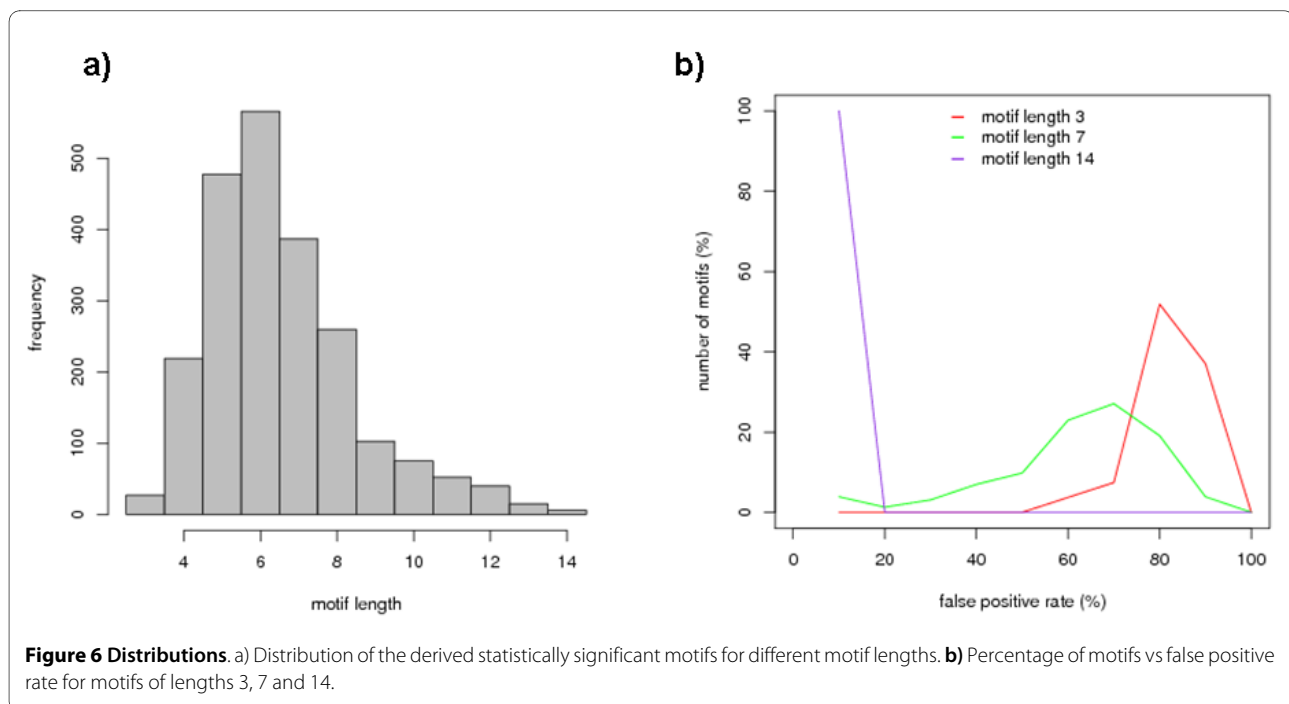 a)
500
400
300
200
100
0
frequency
4 6 8 10 12 14
motif length
b)
motif length 3
motif length 7
motif length 14
100
80
60
40
20
0
number of motifs (%)
0 20 40 60 80 100
false positive rate (%)
Figure 6 Distributions. a) Distribution of the derived statistically significant motifs for different motif lengths. b) Percentage of motifs vs false positive
rate for motifs of lengths 3, 7 and 14.